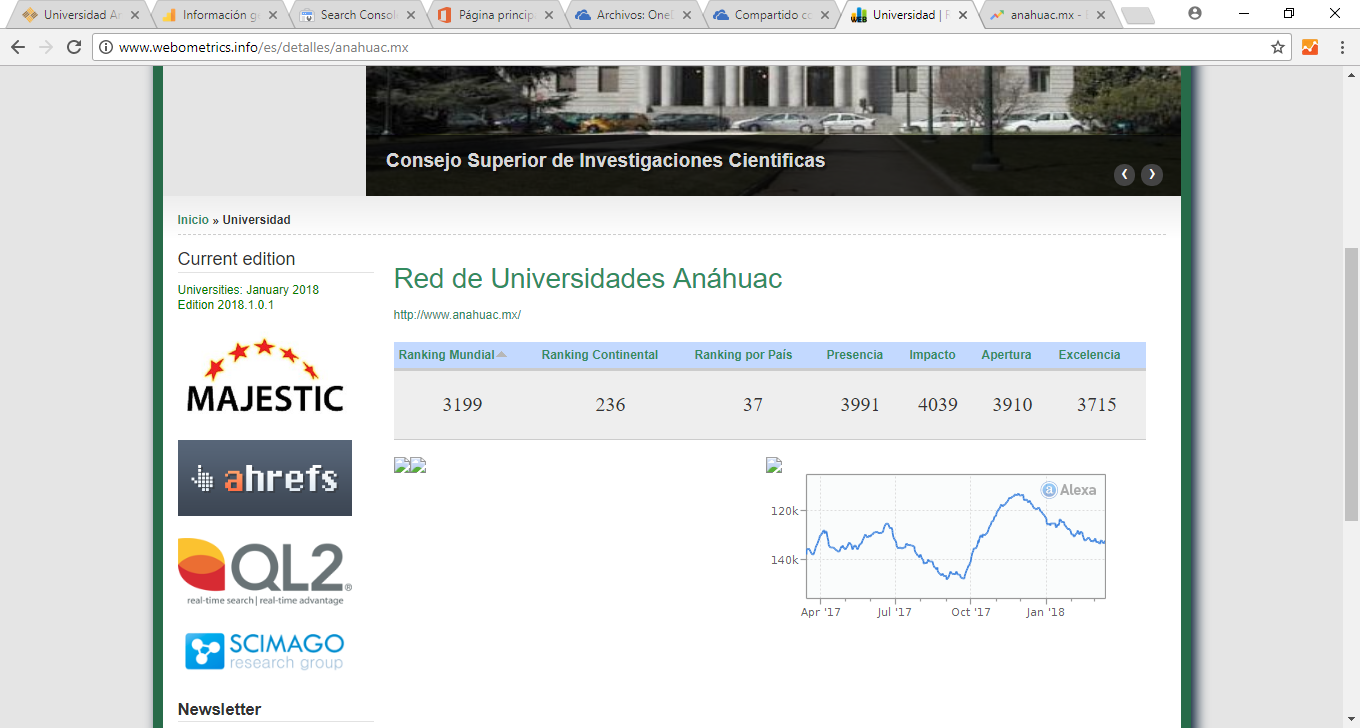 Universidad An
Información g
Search Consol
Página princip
Archivos: One
Compartido co
Universidad |
anahuac.mx -
www.webometrics.info/es/detalles/anahuac.mx
Consejo Superior de Investigaciones Cientificas
Inicio » Universidad
Current edition
Universities: January 2018
Edition 2018.1.0.1
MAJESTIC
ahrefs
QL2®
real-time search | real-time advantage
SCIMAGO
research group
Newsletter
Red de Universidades Anáhuac
http://www.anahuac.mx/
Ranking Mundial Ranking Continental Ranking por País Presencia Impacto Apertura Excelencia
3199 236 37 3991 4039 3910 3715
a Alexa
120k
140k
Apr '17 Jul '17 Oct '17 Jan '18